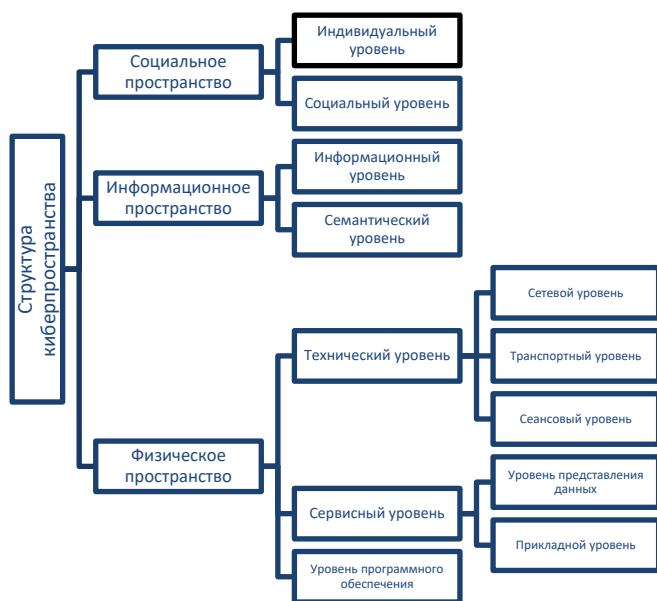 Структура
киберпространства
Социальное
пространство
Индивидуальный
уровень
Социальный уровень
Информационное
пространство
Информационный
уровень
Семантический
уровень
Физическое
пространство
Технический уровень
Сетевой уровень
Транспортный уровень
Сеансовый уровень
Сервисный уровень
Уровень представления
данных
Прикладной уровень
Уровень программного
обеспечения